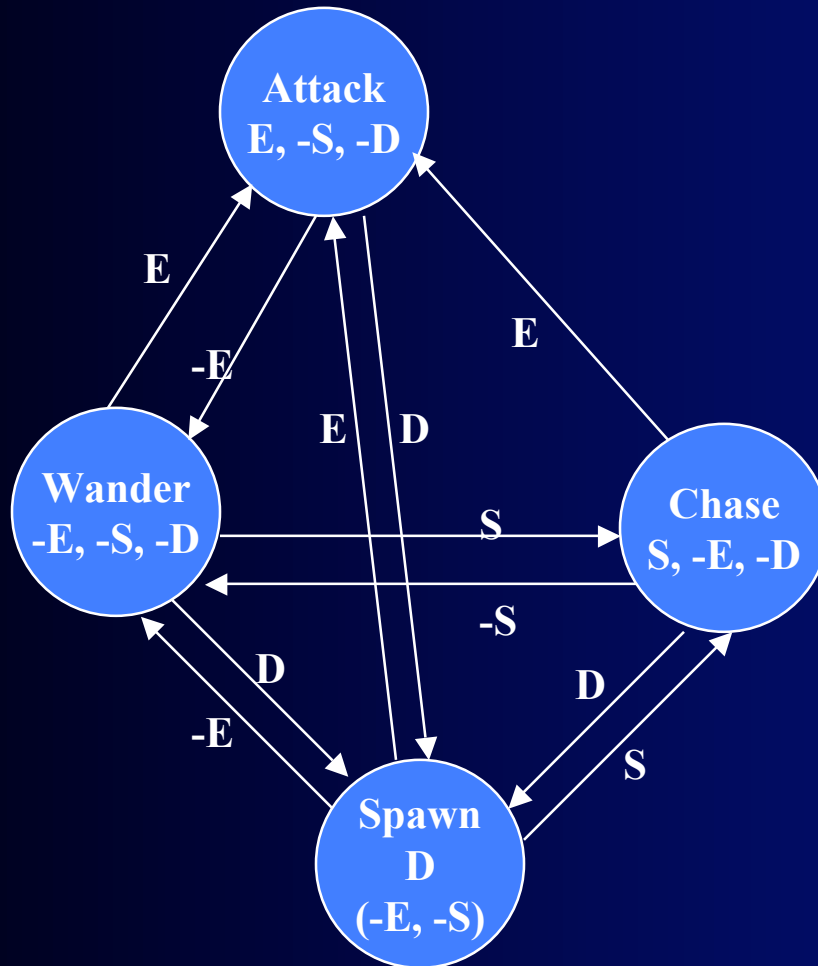 Attack
E, -S, -D
E
-E
E
E
D
Wander
-E, -S, -D
Chase
S, -E, -D
S
-S
D
D
-E
S
Spawn
D
(-E, -S)